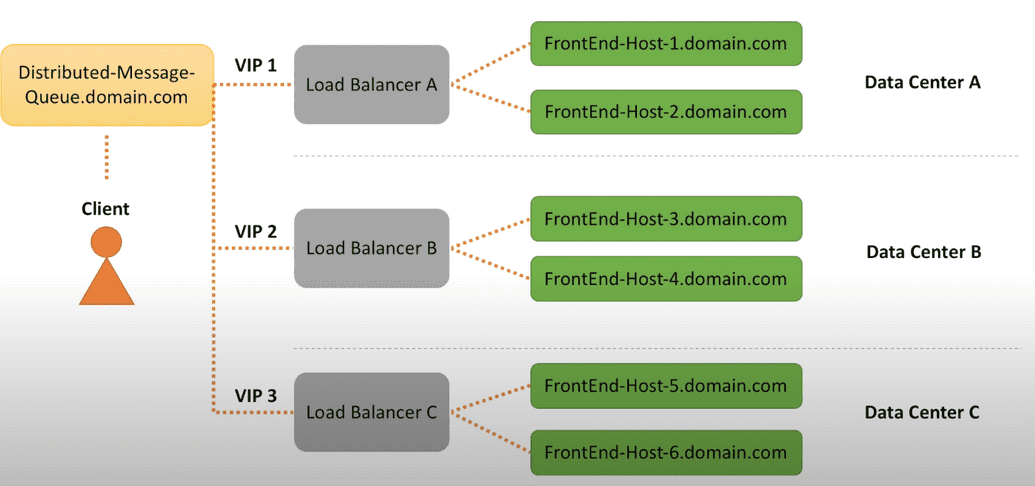 Distributed-Message-
Queue.domain.com
Client
VIP 1
Load Balancer A
FrontEnd-Host-1.domain.com
FrontEnd-Host-2.domain.com
Data Center A
VIP 2
Load Balancer B
FrontEnd-Host-3.domain.com
FrontEnd-Host-4.domain.com
Data Center B
VIP 3
Load Balancer C
FrontEnd-Host-5.domain.com
FrontEnd-Host-6.domain.com
Data Center C